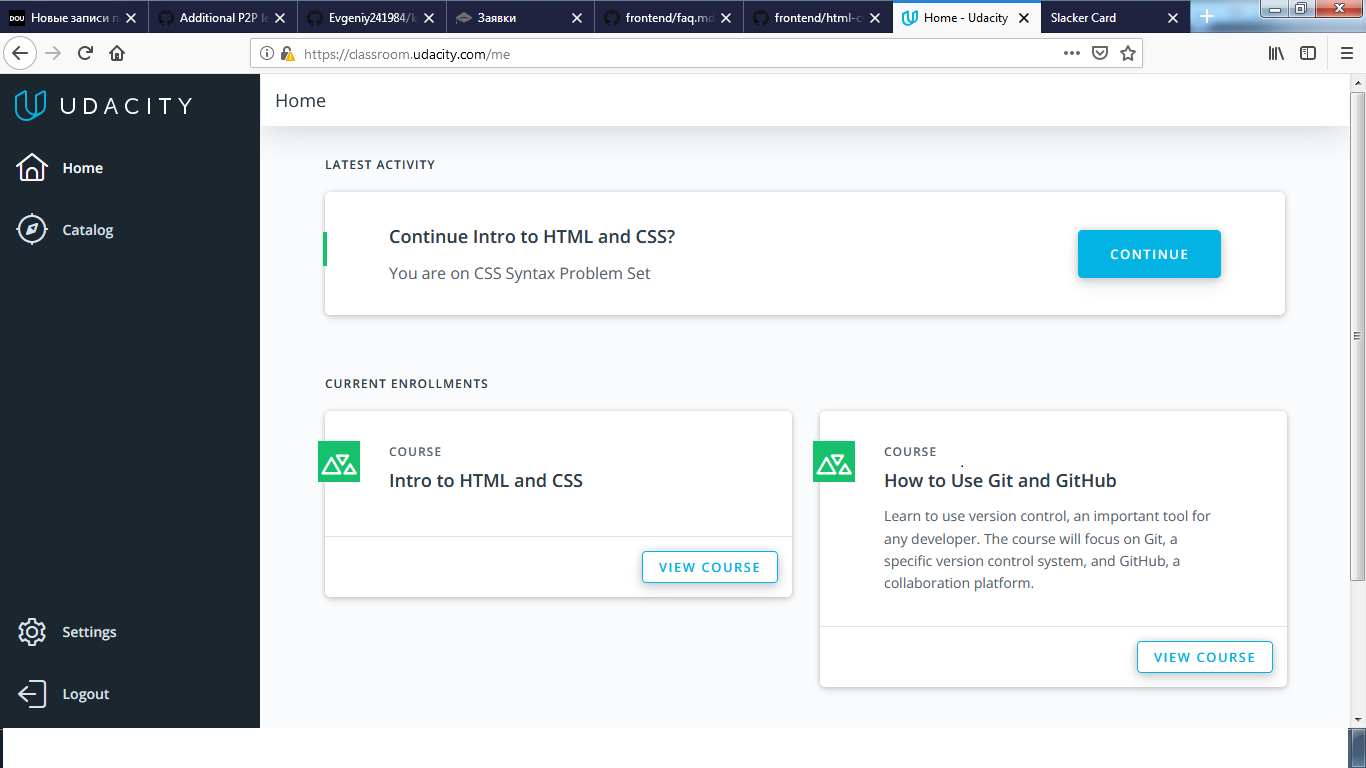 DOU Новые записи п
Additional P2P le
Evgeniy241984/k
Заявки
frontend/faq.md
frontend/html-c
Home - Udacity
Slacker Card
https://classroom.udacity.com/me
UDACITY
Home
Catalog
Settings
Logout
Home
LATEST ACTIVITY
Continue Intro to HTML and CSS?
You are on CSS Syntax Problem Set
CONTINUE
CURRENT ENROLLMENTS
COURSE
Intro to HTML and CSS
VIEW COURSE
COURSE
How to Use Git and GitHub
Learn to use version control, an important tool for
any developer. The course will focus on Git, a
specific version control system, and GitHub, a
collaboration platform.
VIEW COURSE